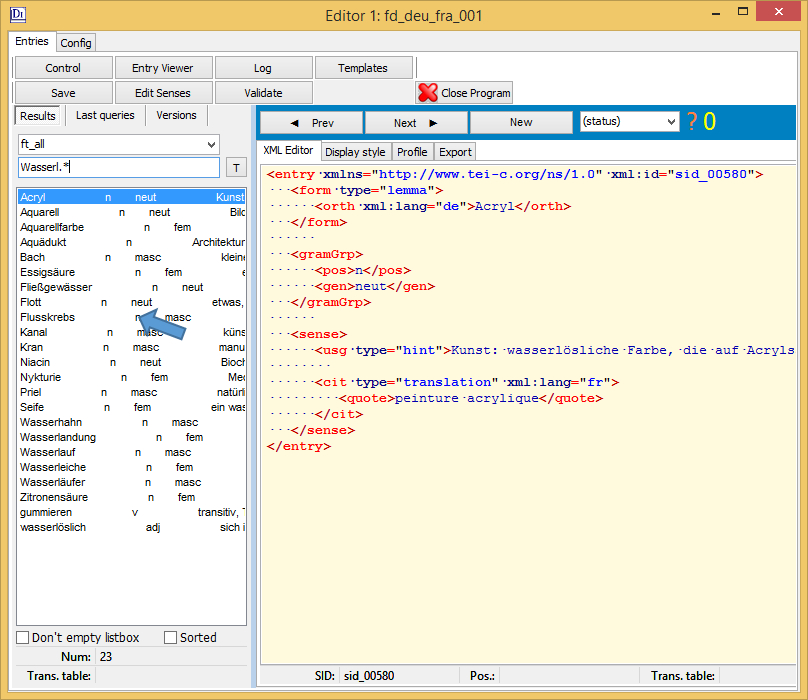 Editor 1: fd_deu_fra_001
Entries Config
Control Entry Viewer Log Templates
Save Edit Senses Validate Close Program
Results Last queries Versions
◄ Prev Next ► New (status) ? 0
ft_all
Wasserl.* T
XML Editor Display style Profile Export
Acryl n neut Kunst
Aquarell n neut Bild
Aquarellfarbe n fem
Aquädukt n Architektur
Bach n masc kleine
Essigsäure n fem
Fließgewässer n neut
Flott n neut etwas,
Flusskrebs n masc
Kanal n masc küns
Kran n masc manu
Niacin n neut Bioch
Nykturie n fem Med
Priel n masc natürli
Seife n fem ein was
Wasserhahn n masc
Wasserlandung n fem
Wasserlauf n masc
Wasserleiche n fem
Wasserläufer n masc
Zitronensäure n fem
gummieren v transitiv, T
wasserlöslich adj sich i
<entry·xmlns="http://www.tei-c.org/ns/1.0"·xml:id="sid_00580">
···<form·type="lemma">
······<orth·xml:lang="de">Acryl</orth>
···</form>
······
···<gramGrp>
······<pos>n</pos>
······<gen>neut</gen>
···</gramGrp>
······
···<sense>
······<usg·type="hint">Kunst:·wasserlösliche·Farbe,·die·auf·Acryls
········
······<cit·type="translation"·xml:lang="fr">
·········<quote>peinture·acrylique</quote>
······</cit>
···</sense>
</entry>
Don't empty listbox Sorted
Num: 23
Trans. table:
SID: sid_00580 Pos.: Trans. table: